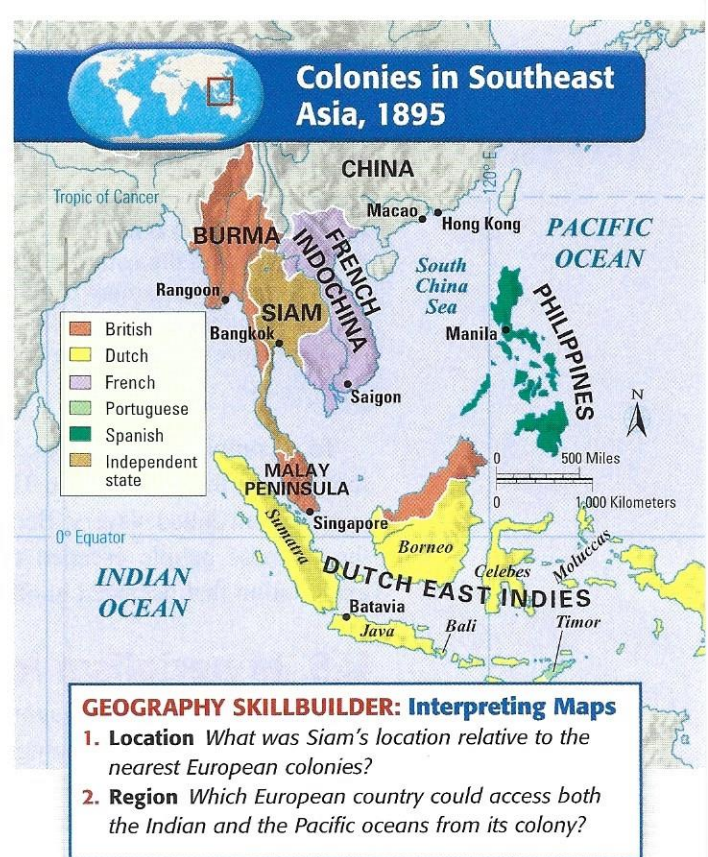 Colonies in Southeast
Asia, 1895
CHINA
120° E
Tropic of Cancer
Macao
Hong Kong
PACIFIC
OCEAN
BURMA
FRENCH
INDOCHINA
South
China
Sea
Rangoon
SIAM
PHILIPPINES
Bangkok
Manila
British
Dutch
French
Portuguese
Spanish
Independent
state
Saigon
N
0 500 Miles
0 1,000 Kilometers
MALAY
PENINSULA
Singapore
0° Equator
Sumatra
Borneo
Celebes
Moluccas
INDIAN
OCEAN
DUTCH EAST INDIES
Batavia
Java
Bali
Timor
GEOGRAPHY SKILLBUILDER: Interpreting Maps
1. Location What was Siam's location relative to the
nearest European colonies?
2. Region Which European country could access both
the Indian and the Pacific oceans from its colony?